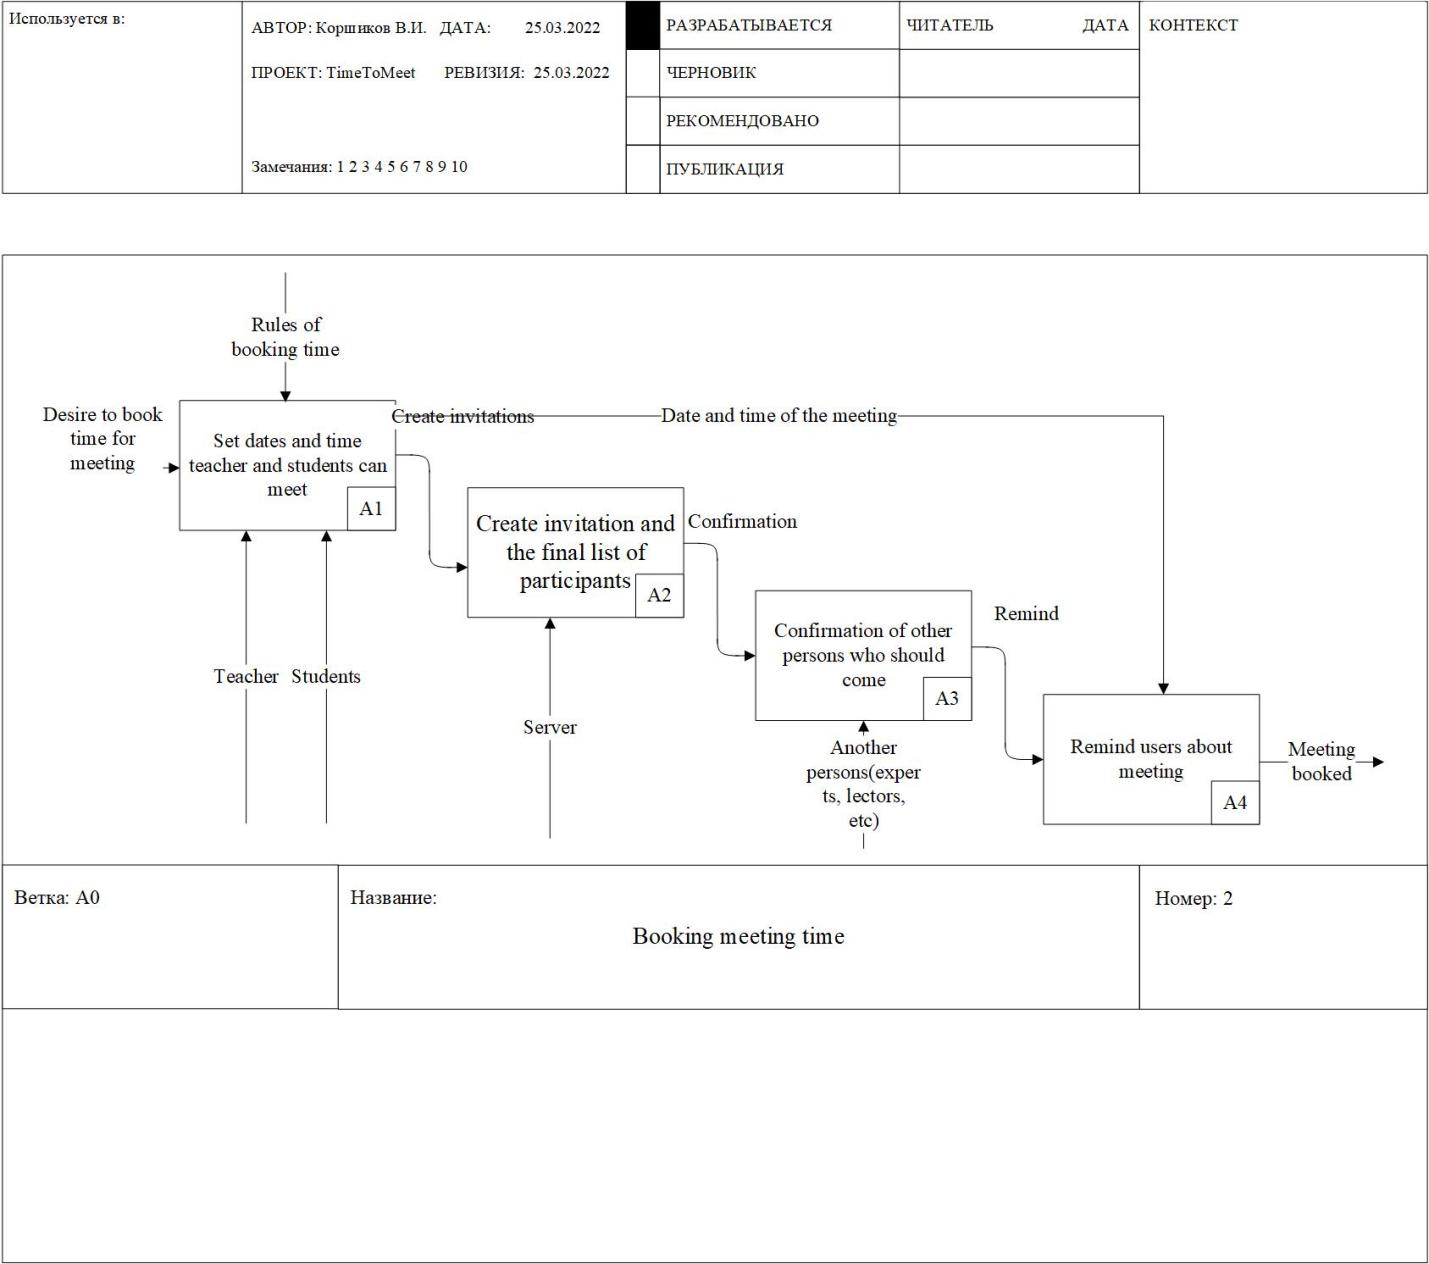 Используется в:
АВТОР: Коршиков В.И. ДАТА: 25.03.2022
ПРОЕКТ: TimeToMeet РЕВИЗИЯ: 25.03.2022
Замечания: 1 2 3 4 5 6 7 8 9 10
РАЗРАБАТЫВАЕТСЯ
ЧЕРНОВИК
РЕКОМЕНДОВАНО
ПУБЛИКАЦИЯ
ЧИТАТЕЛЬ ДАТА
КОНТЕКСТ
Rules of
booking time
Desire to book
time for
meeting
Set dates and time
teacher and students can
meet
A1
Create invitations
Date and time of the meeting
Create invitation and
the final list of
participants
A2
Confirmation
Confirmation of other
persons who should
come
A3
Remind
Remind users about
meeting
A4
Meeting
booked
Teacher
Students
Server
Another
persons(exper
ts, lectors,
etc)
Ветка: A0
Название:
Booking meeting time
Номер: 2